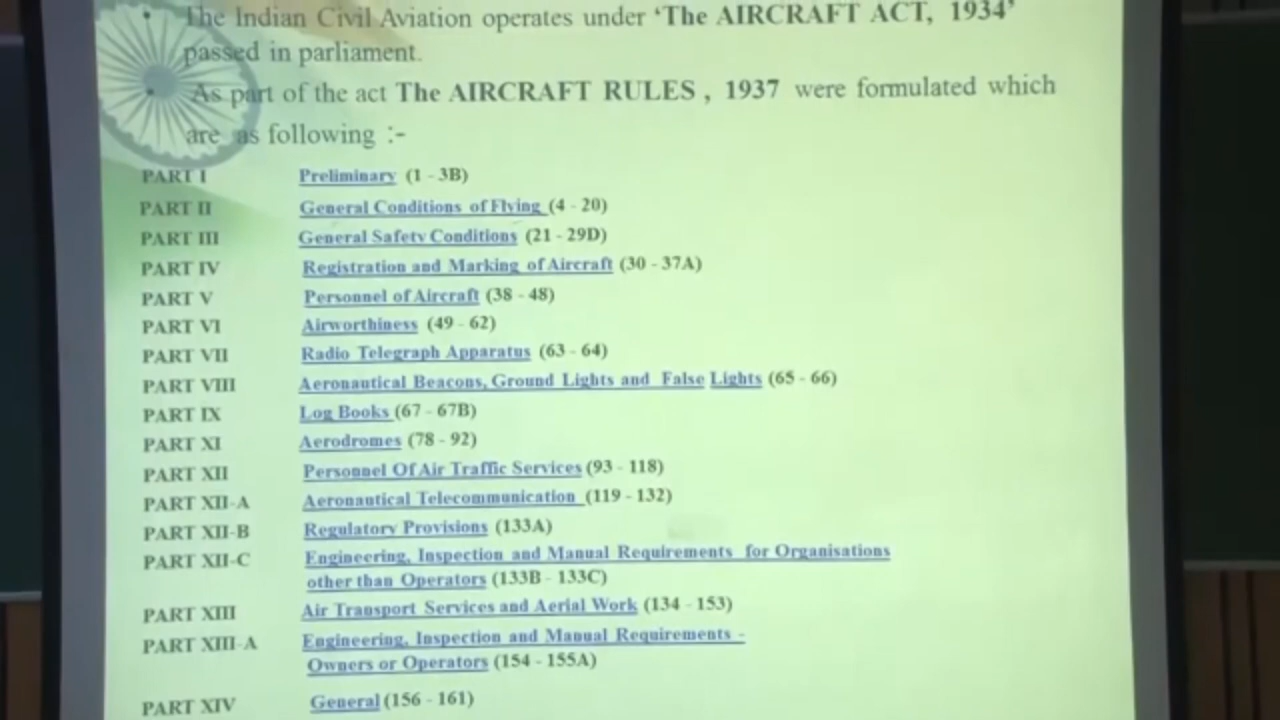 • The Indian Civil Aviation operates under ‘The AIRCRAFT ACT, 1934’
passed in parliament.
• As part of the act The AIRCRAFT RULES , 1937 were formulated which
are as following :-
PART I Preliminary (1 - 3B)
PART II General Conditions of Flying (4 - 20)
PART III General Safety Conditions (21 - 29D)
PART IV Registration and Marking of Aircraft (30 - 37A)
PART V Personnel of Aircraft (38 - 48)
PART VI Airworthiness (49 - 62)
PART VII Radio Telegraph Apparatus (63 - 64)
PART VIII Aeronautical Beacons, Ground Lights and False Lights (65 - 66)
PART IX Log Books (67 - 67B)
PART XI Aerodromes (78 - 92)
PART XII Personnel Of Air Traffic Services (93 - 118)
PART XII-A Aeronautical Telecommunication (119 - 132)
PART XII-B Regulatory Provisions (133A)
PART XII-C Engineering, Inspection and Manual Requirements for Organisations
other than Operators (133B - 133C)
PART XIII Air Transport Services and Aerial Work (134 - 153)
PART XIII-A Engineering, Inspection and Manual Requirements -
Owners or Operators (154 - 155A)
PART XIV General (156 - 161)